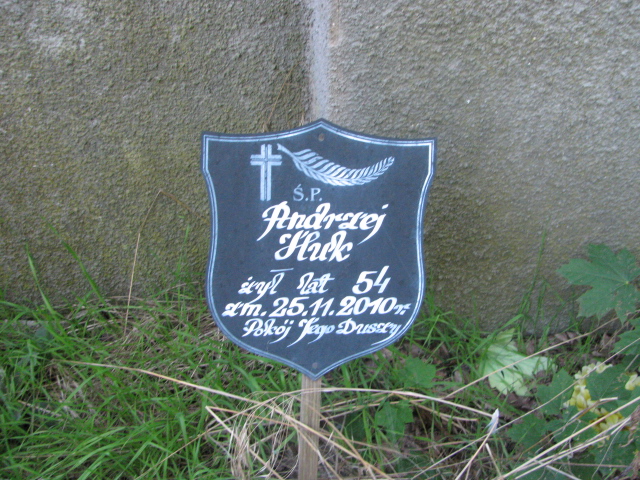 Ś.P.
Andrzej
Huk
żył lat 54
zm. 25.11.2010 r.
Pokój Jego Duszy